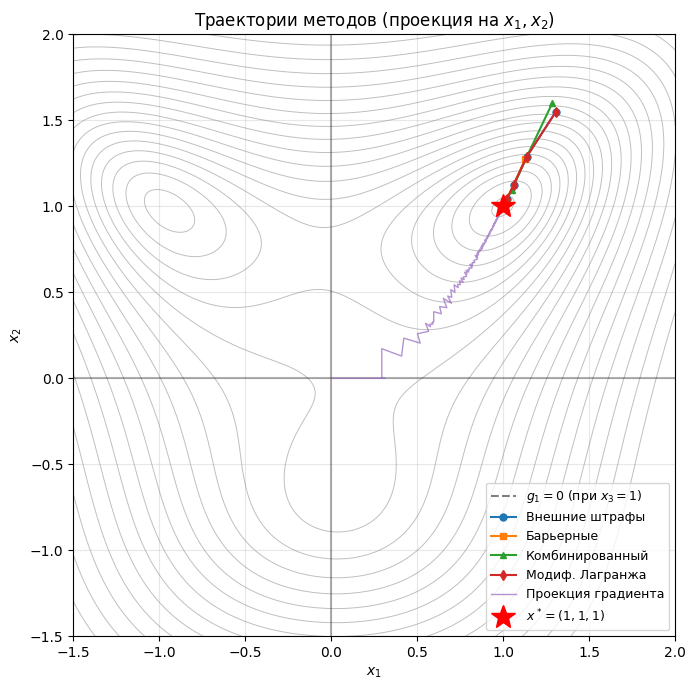 Траектории методов (проекция на x₁, x₂)
2.0
1.5
1.0
0.5
0.0
−0.5
−1.0
−1.5
x₂
−1.5 −1.0 −0.5 0.0 0.5 1.0 1.5 2.0
x₁
g₁ = 0 (при x₃ = 1)
Внешние штрафы
Барьерные
Комбинированный
Модиф. Лагранжа
Проекция градиента
x* = (1, 1, 1)